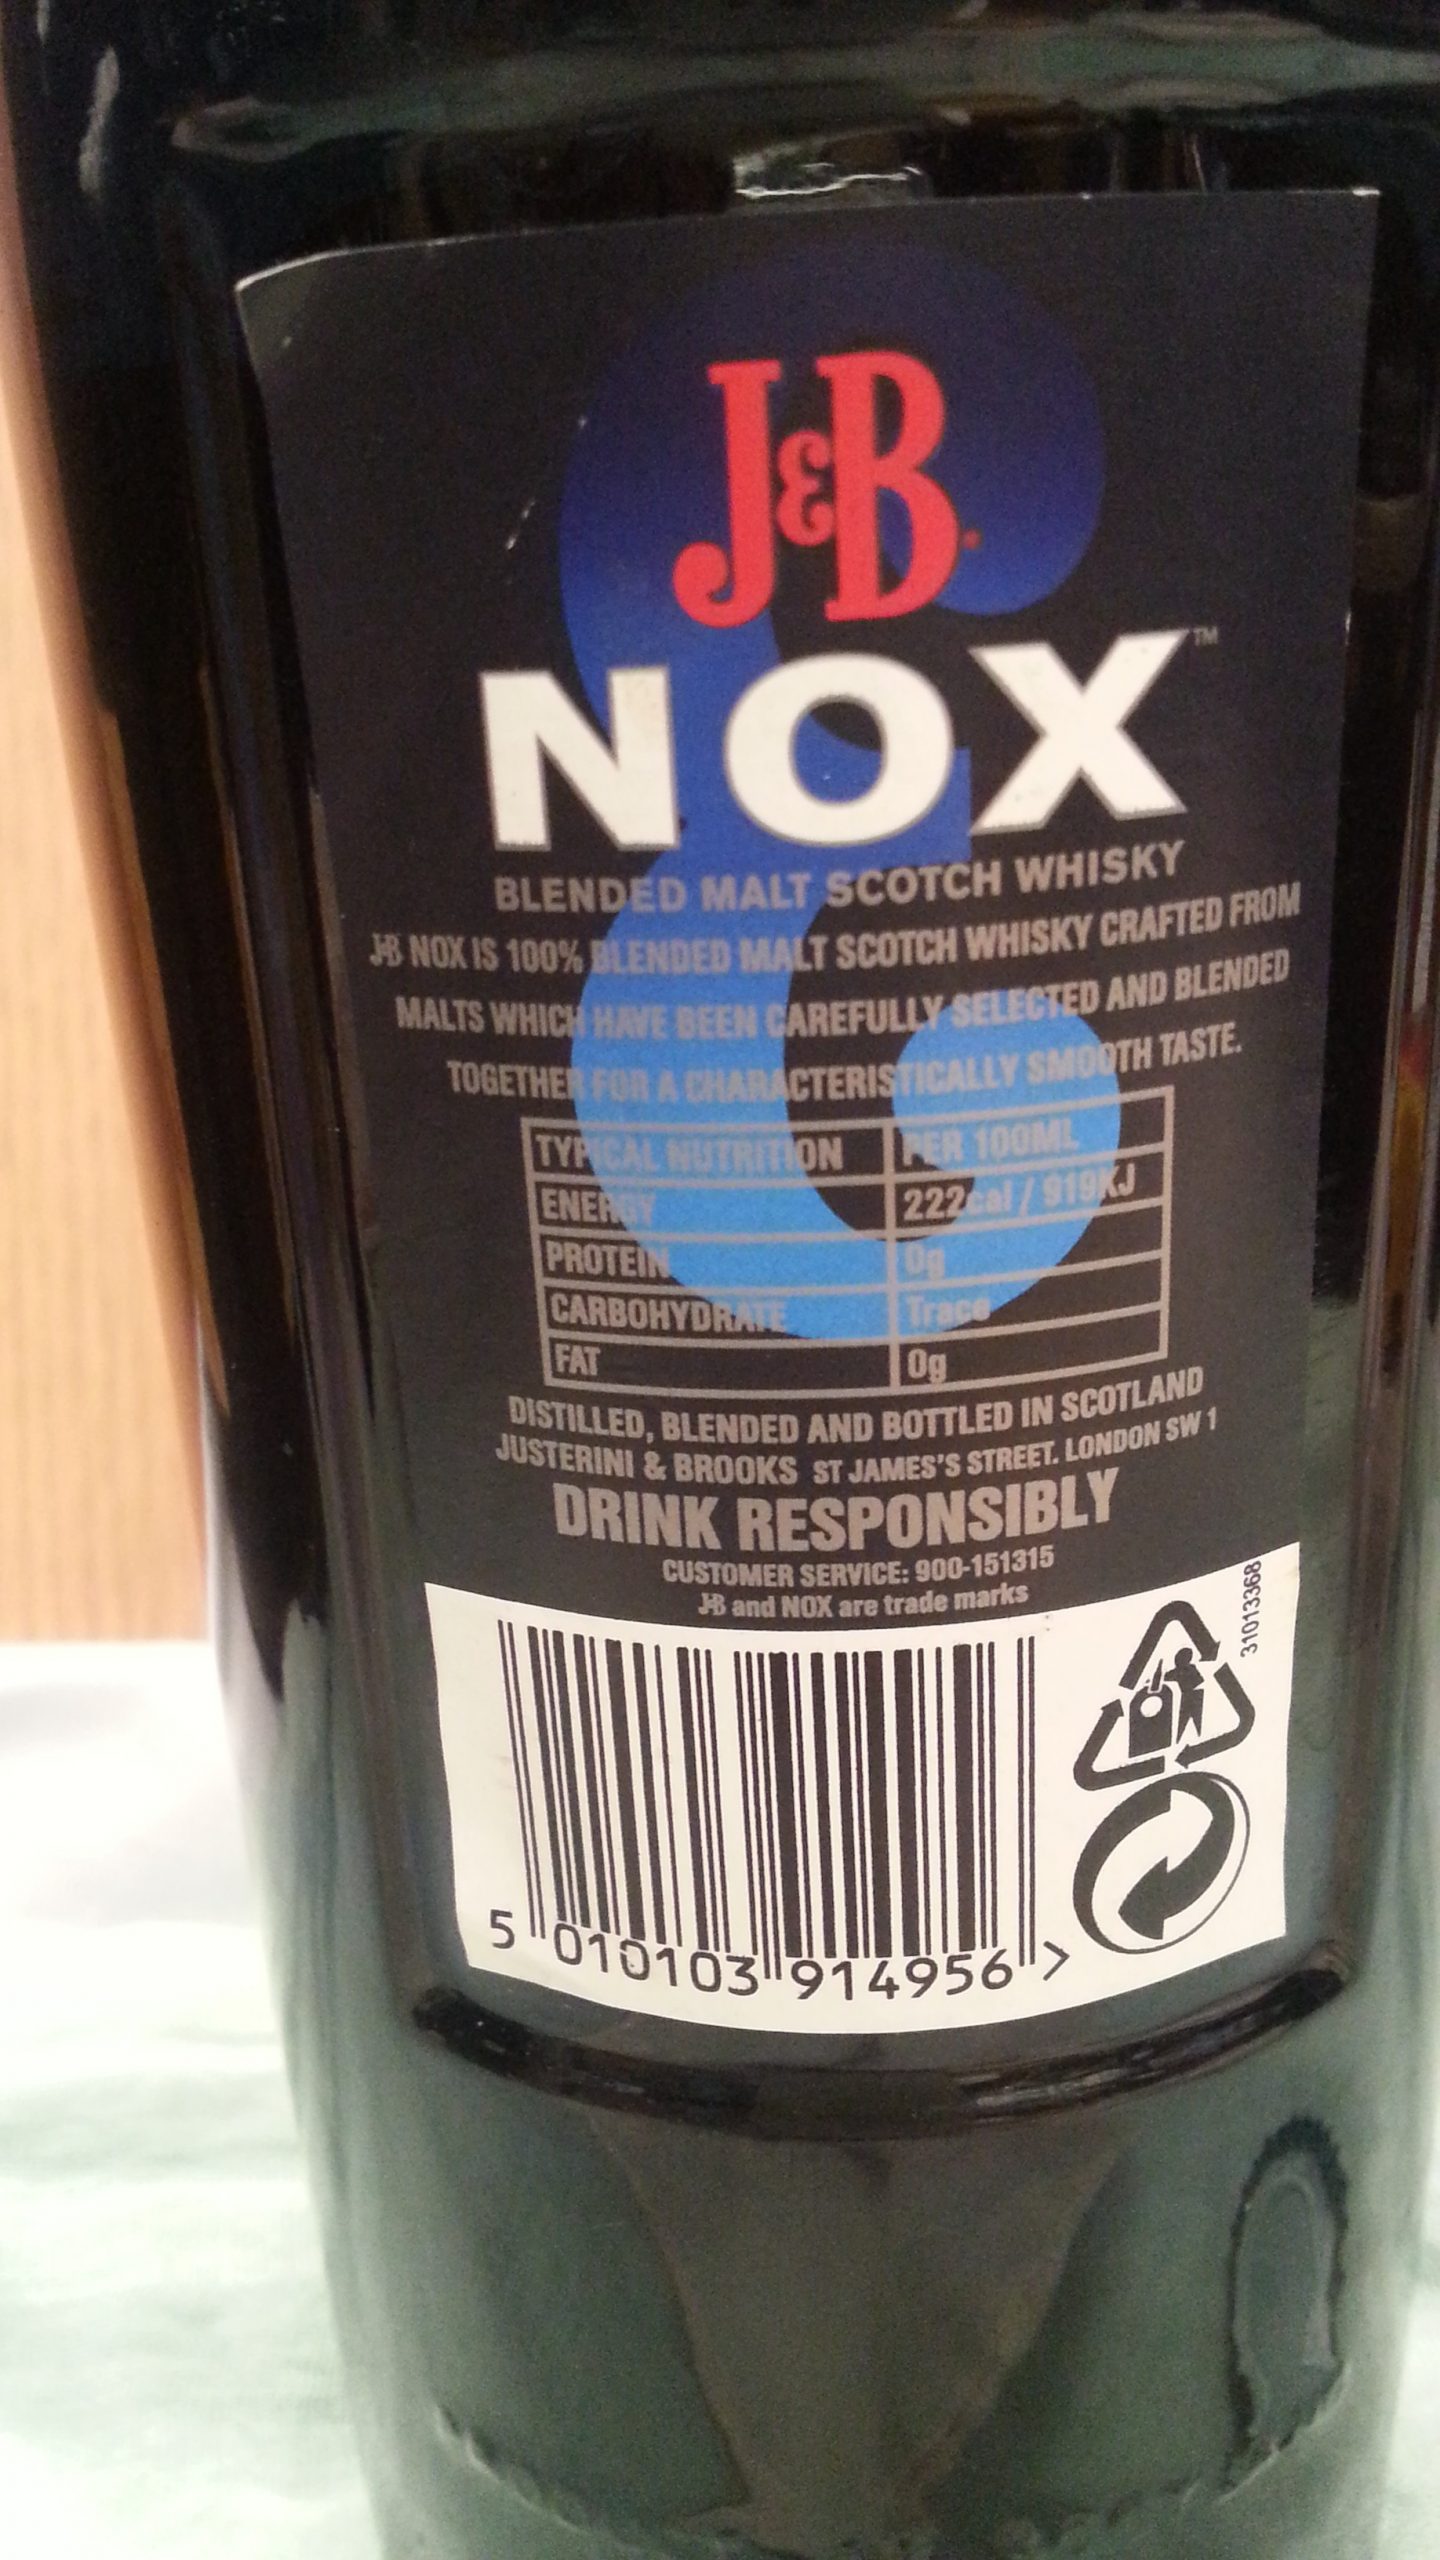 J&B
NOX™
BLENDED MALT SCOTCH WHISKY
J&B NOX IS 100% BLENDED MALT SCOTCH WHISKY CRAFTED FROM
MALTS WHICH HAVE BEEN CAREFULLY SELECTED AND BLENDED
TOGETHER FOR A CHARACTERISTICALLY SMOOTH TASTE.
TYPICAL NUTRITION PER 100ML
ENERGY 222cal / 919KJ
PROTEIN 0g
CARBOHYDRATE Trace
FAT 0g
DISTILLED, BLENDED AND BOTTLED IN SCOTLAND
JUSTERINI & BROOKS ST JAMES'S STREET. LONDON SW 1
DRINK RESPONSIBLY
CUSTOMER SERVICE: 900-151315
J&B and NOX are trade marks
31013368
5 010103 914956 >